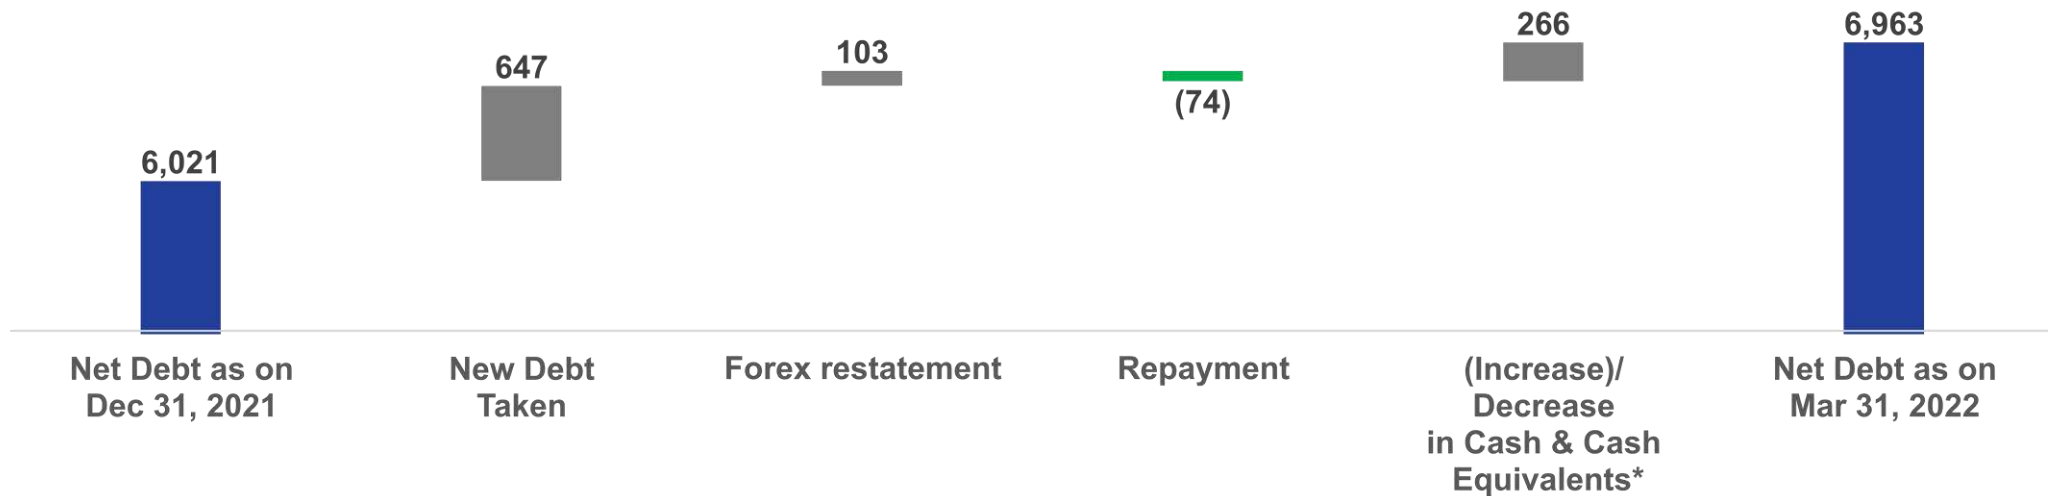 6,021
647
103
(74)
266
6,963
Net Debt as on
Dec 31, 2021
New Debt
Taken
Forex restatement
Repayment
(Increase)/
Decrease
in Cash & Cash
Equivalents*
Net Debt as on
Mar 31, 2022